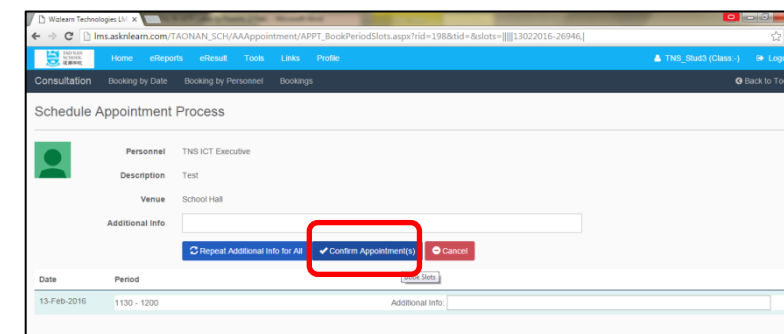 Wizlearn Technologies LM
lms.asknlearn.com/TAONAN_SCH/AAAppointment/APPT_BookPeriodSlots.aspx?rid=198&tid=&slots=|||||13022016-26946,|
Home eReports eResult Tools Links Profile TNS_Stud3 (Class:-) Logo
Consultation Booking by Date Booking by Personnel Bookings Back to Too
Schedule Appointment Process
Personnel TNS ICT Executive
Description Test
Venue School Hall
Additional Info
Repeat Additional Info for All Confirm Appointment(s) Cancel
Book Slots
Date Period
13-Feb-2016 1130 - 1200 Additional Info: